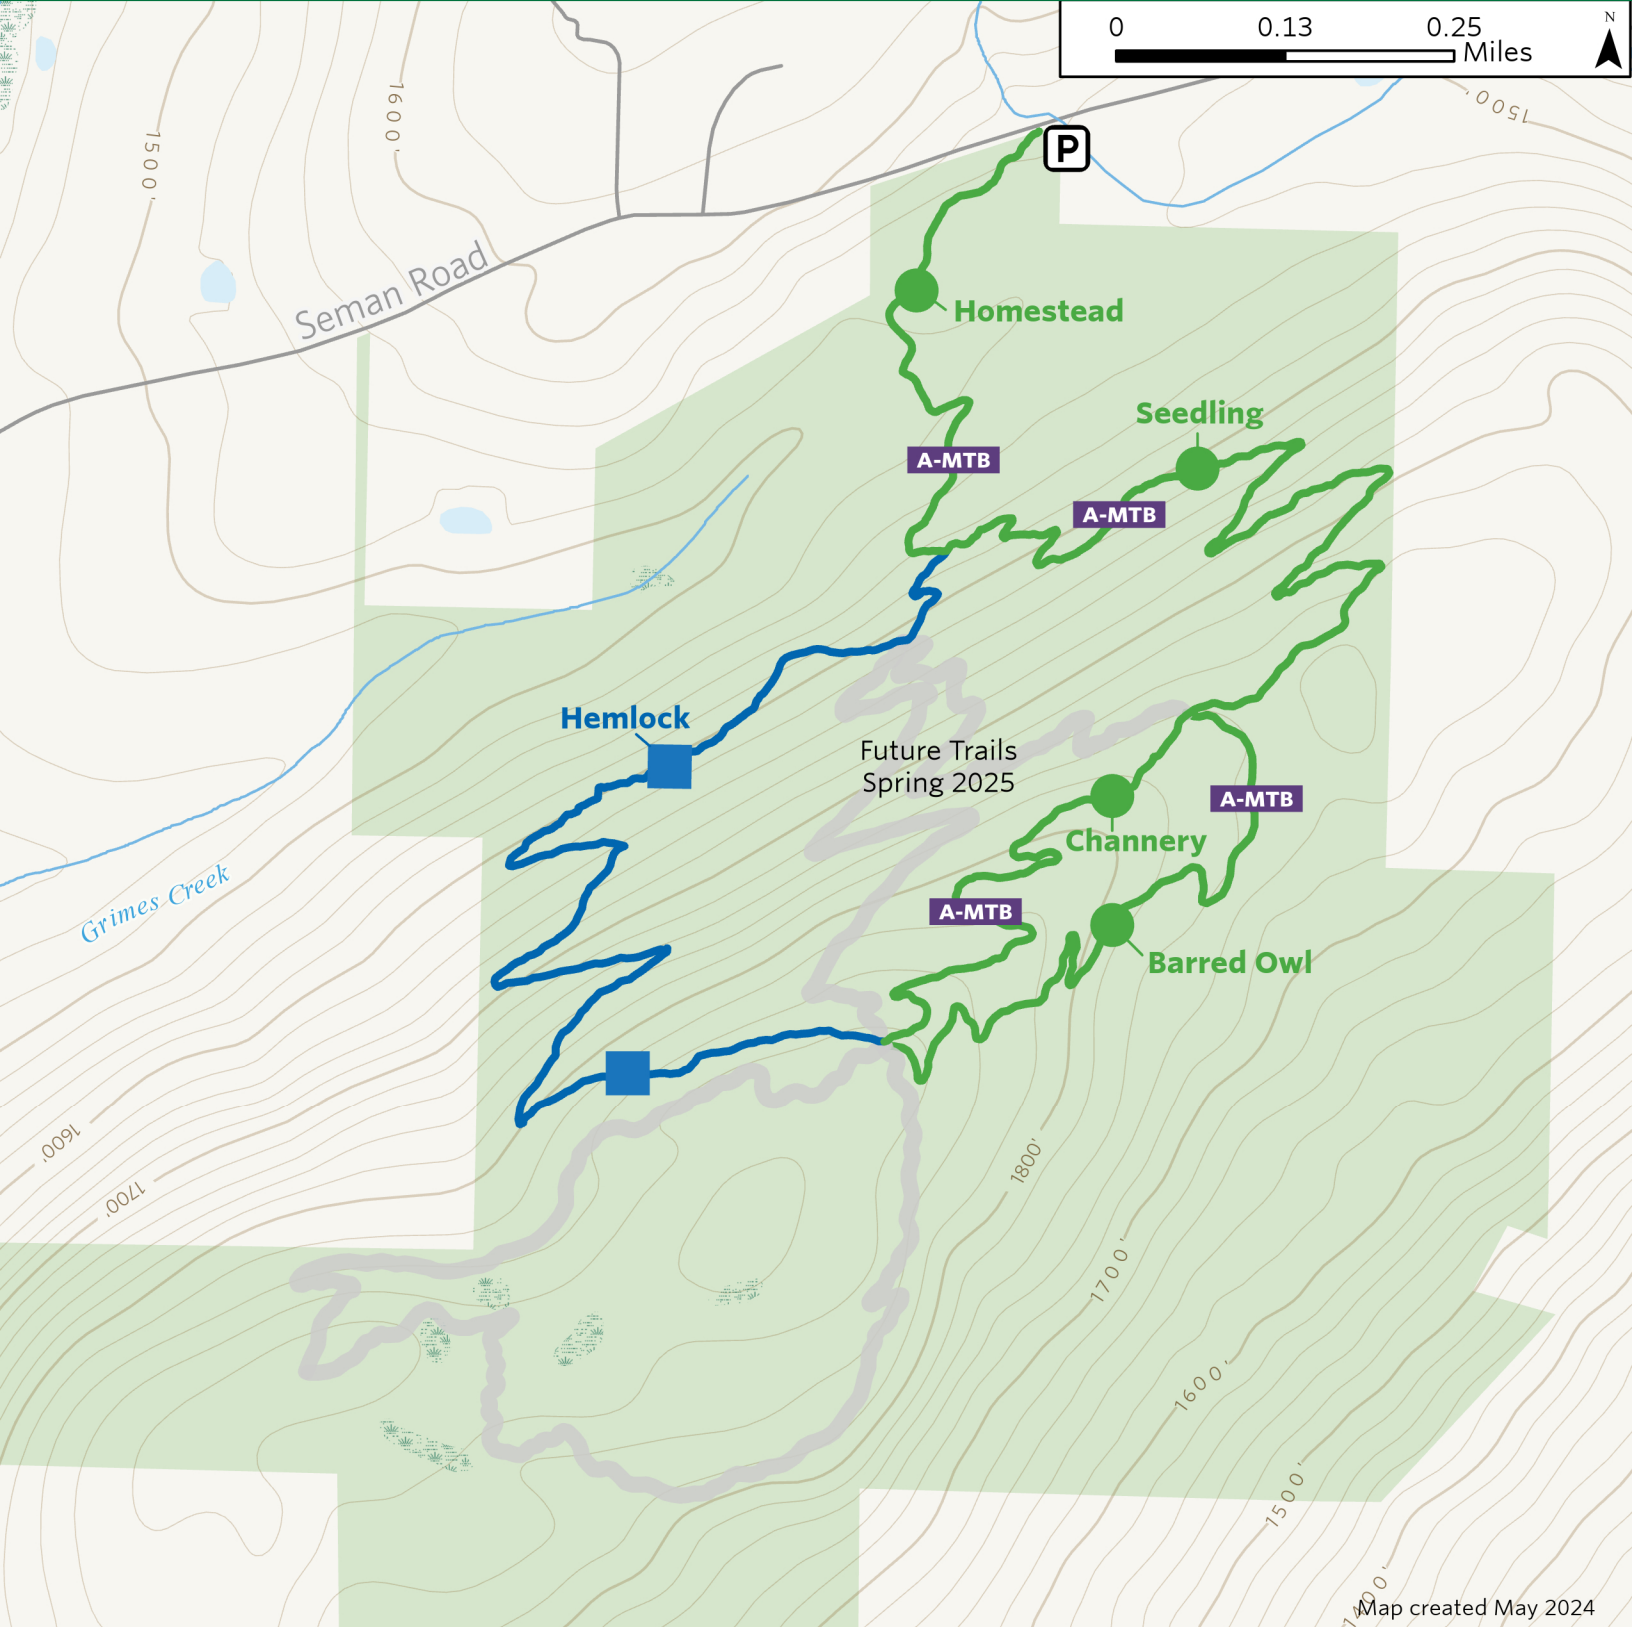 0 0.13 0.25
Miles
N
1500'
1600'
1500'
P
Seman Road
Homestead
Seedling
A-MTB
A-MTB
Hemlock
Future Trails
Spring 2025
A-MTB
Channery
Grimes Creek
A-MTB
Barred Owl
1600'
1700'
1800'
1700'
1600'
1500'
1400'
Map created May 2024